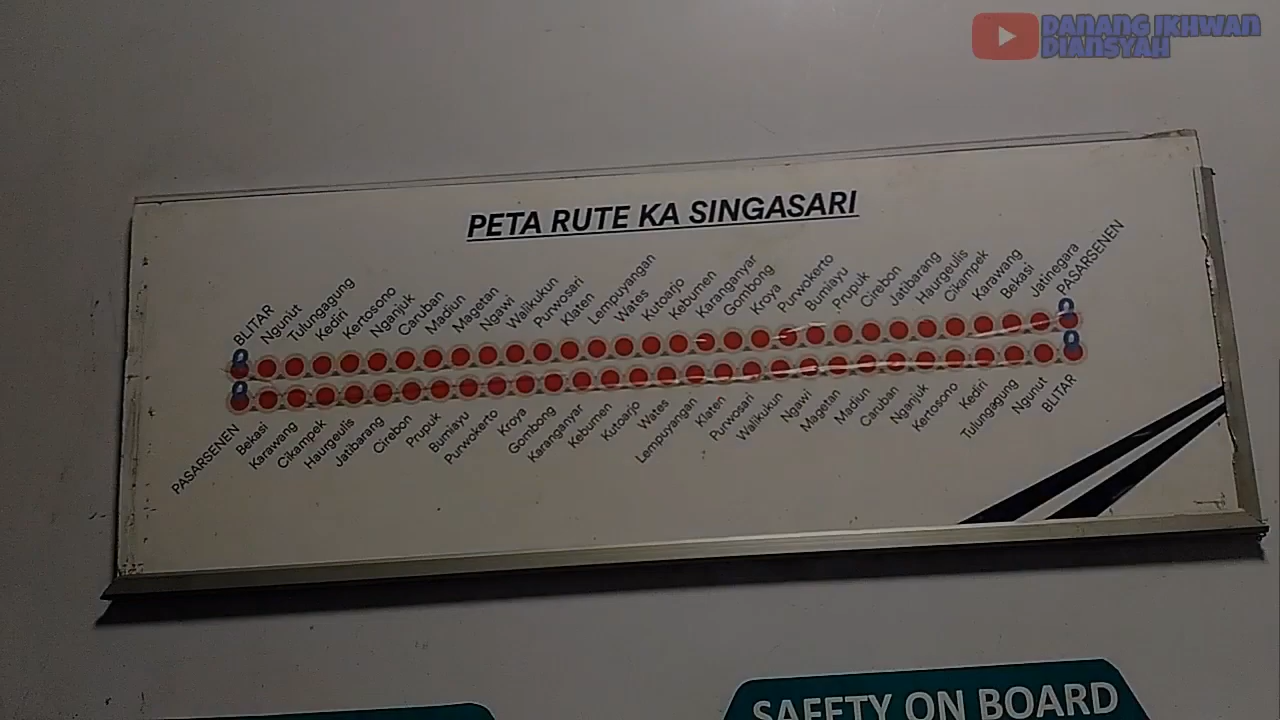 DANANG IKHWAN
DIANSYAH
PETA RUTE KA SINGASARI
BLITAR
Ngunut
Tulungagung
Kediri
Kertosono
Nganjuk
Caruban
Madiun
Magetan
Ngawi
Walikukun
Purwosari
Klaten
Lempuyangan
Wates
Kutoarjo
Kebumen
Karanganyar
Gombong
Kroya
Purwokerto
Bumiayu
Prupuk
Cirebon
Jatibarang
Haurgeulis
Cikampek
Karawang
Bekasi
Jatinegara
PASARSENEN
PASARSENEN
Bekasi
Karawang
Cikampek
Haurgeulis
Jatibarang
Cirebon
Prupuk
Bumiayu
Purwokerto
Kroya
Gombong
Karanganyar
Kebumen
Kutoarjo
Wates
Lempuyangan
Klaten
Purwosari
Walikukun
Ngawi
Magetan
Madiun
Caruban
Nganjuk
Kertosono
Kediri
Tulungagung
Ngunut
BLITAR
SAFETY ON BOARD